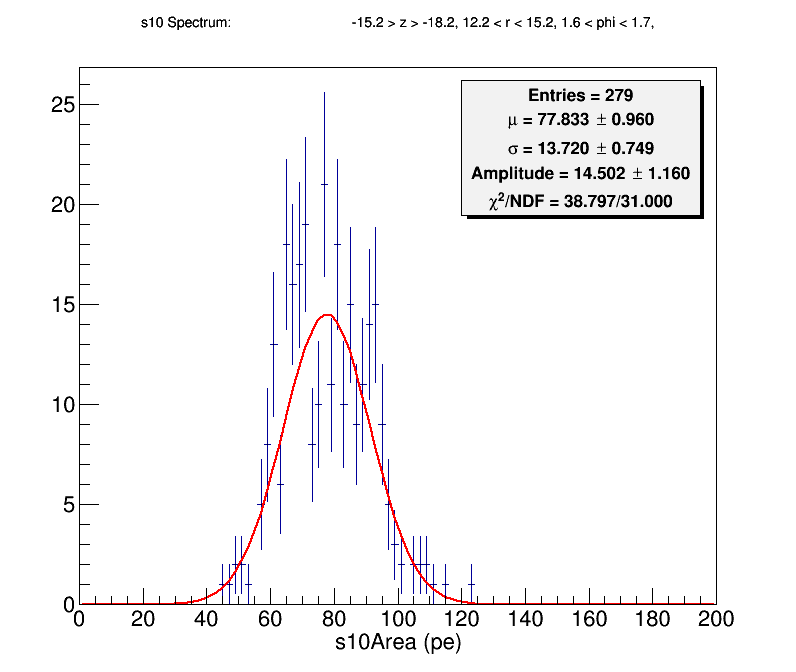 s10 Spectrum: -15.2 > z > -18.2, 12.2 < r < 15.2, 1.6 < phi < 1.7,
Entries = 279
μ = 77.833 ± 0.960
σ = 13.720 ± 0.749
Amplitude = 14.502 ± 1.160
χ²/NDF = 38.797/31.000
25
20
15
10
5
0
0 20 40 60 80 100 120 140 160 180 200
s10Area (pe)